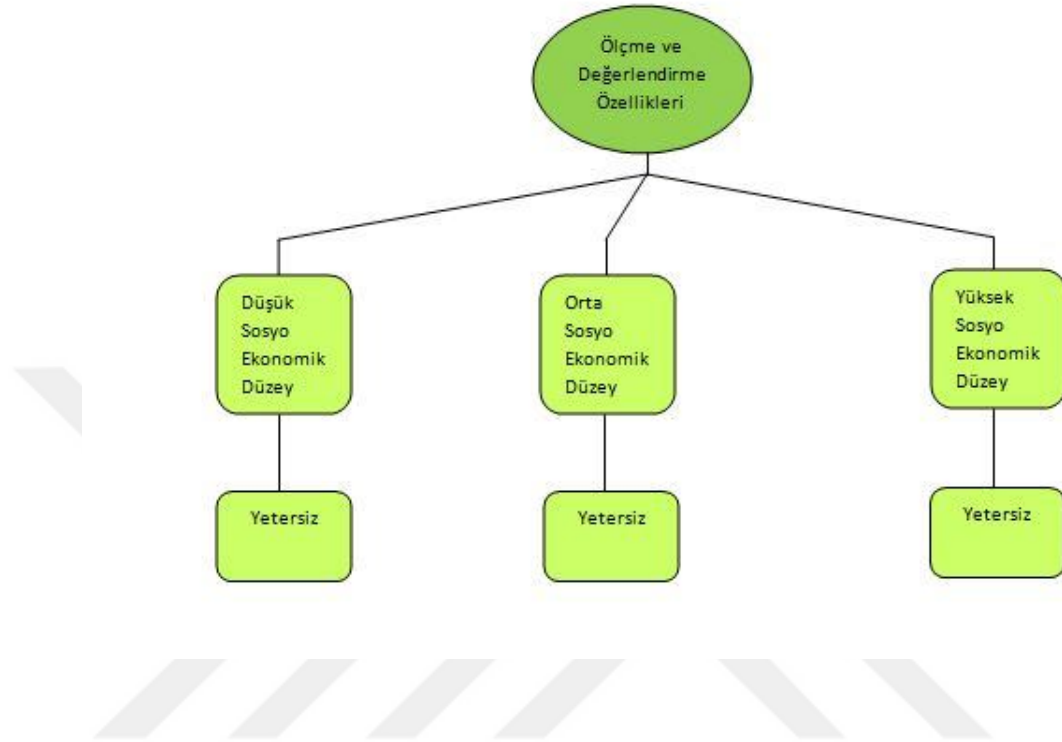 Ölçme ve
Değerlendirme
Özellikleri
Düşük
Sosyo
Ekonomik
Düzey
Orta
Sosyo
Ekonomik
Düzey
Yüksek
Sosyo
Ekonomik
Düzey
Yetersiz
Yetersiz
Yetersiz